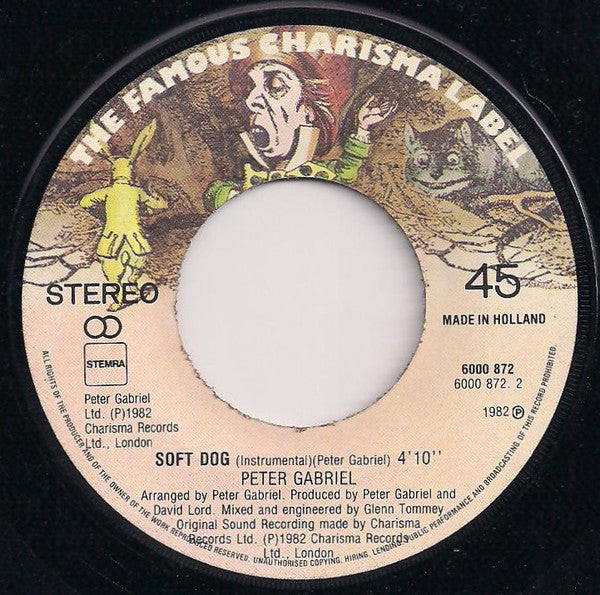 THE FAMOUS CHARISMA LABEL
STEREO
45
MADE IN HOLLAND
STEMRA
6000 872
6000 872. 2
Peter Gabriel
Ltd. (P)1982
Charisma Records
Ltd., London
1982 Ⓟ
SOFT DOG (Instrumental)(Peter Gabriel) 4'10''
PETER GABRIEL
Arranged by Peter Gabriel. Produced by Peter Gabriel and
David Lord. Mixed and engineered by Glenn Tommey
Original Sound Recording made by Charisma
Records Ltd. (P)1982 Charisma Records
Ltd., London
ALL RIGHTS OF THE PRODUCER AND OF THE OWNER OF THE WORK REPRODUCED RESERVED. UNAUTHORISED COPYING, HIRING, LENDING, PUBLIC PERFORMANCE AND BROADCASTING OF THIS RECORD PROHIBITED.